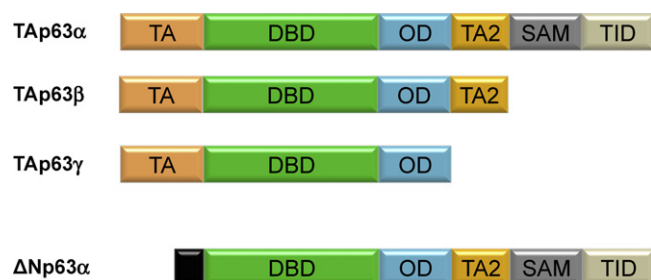 TAp63α TA DBD OD TA2 SAM TID
TAp63β TA DBD OD TA2
TAp63γ TA DBD OD
ΔNp63α DBD OD TA2 SAM TID